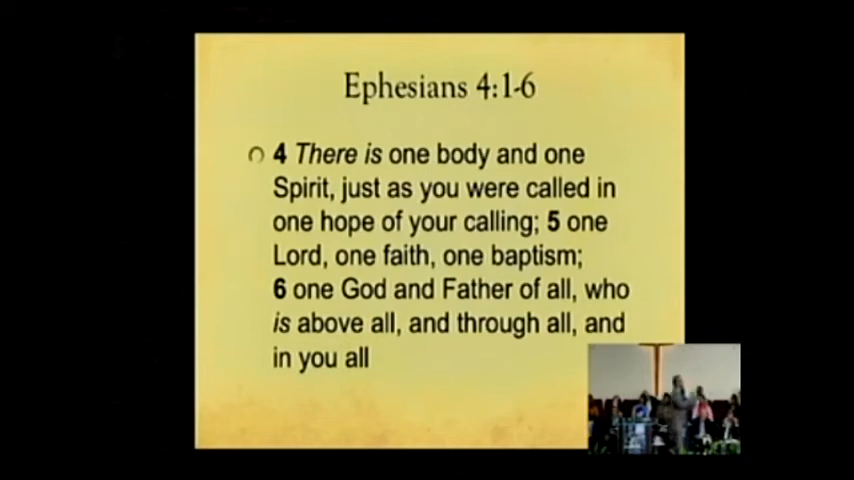 Ephesians 4:1-6
4 There is one body and one
Spirit, just as you were called in
one hope of your calling; 5 one
Lord, one faith, one baptism;
6 one God and Father of all, who
is above all, and through all, and
in you all